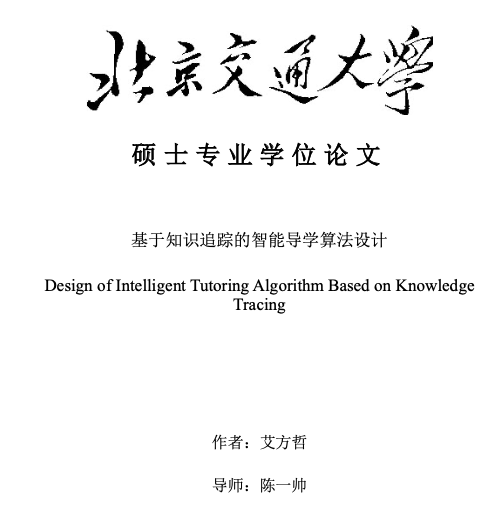 北京交通大學
硕士专业学位论文
基于知识追踪的智能导学算法设计
Design of Intelligent Tutoring Algorithm Based on Knowledge
Tracing
作者：艾方哲
导师：陈一帅